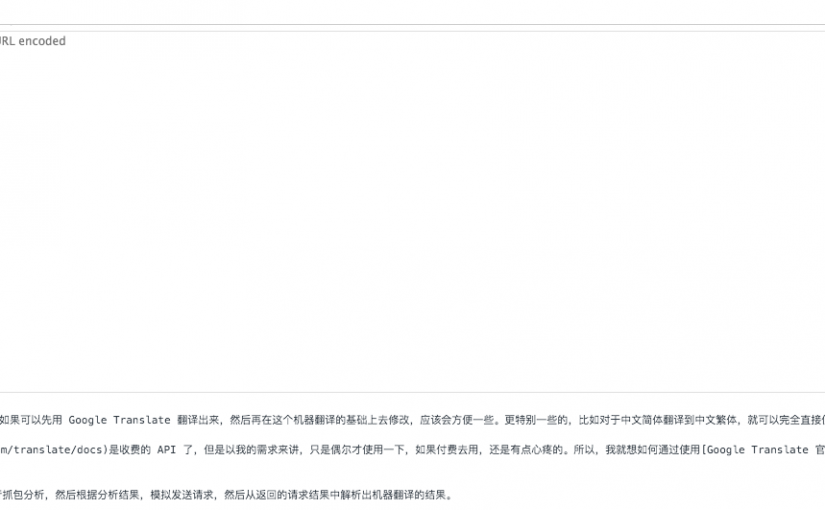 URL encoded
如果可以先用 Google Translate 翻译出来，然后再在这个机器翻译的基础上去修改，应该会方便一些。更特别一些的，比如对于中文简体翻译到中文繁体，就可以完全直接
m/translate/docs)是收费的 API 了，但是以我的需求来讲，只是偶尔才使用一下，如果付费去用，还是有点心疼的。所以，我就想如何通过使用[Google Translate 官
抓包分析，然后根据分析结果，模拟发送请求，然后从返回的请求结果中解析出机器翻译的结果。